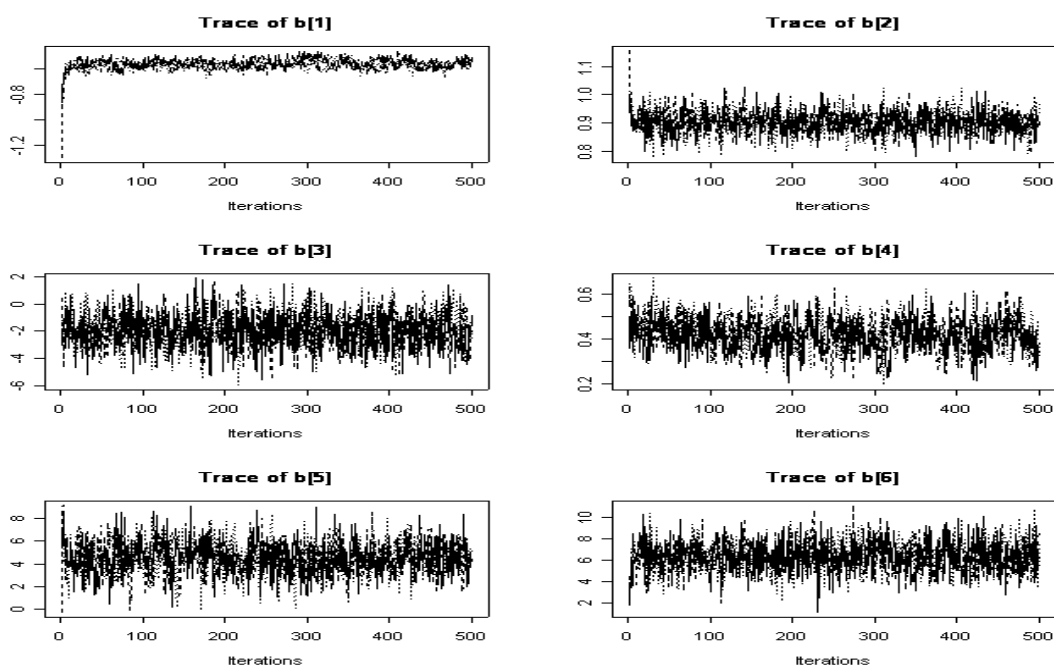 Trace of b[1]
-0.8
-1.2
0 100 200 300 400 500
Iterations
Trace of b[2]
1.1
1.0
0.9
0.8
0 100 200 300 400 500
Iterations
Trace of b[3]
2
0
-2
-4
-6
0 100 200 300 400 500
Iterations
Trace of b[4]
0.6
0.4
0.2
0 100 200 300 400 500
Iterations
Trace of b[5]
8
6
4
2
0
0 100 200 300 400 500
Iterations
Trace of b[6]
10
8
6
4
2
0 100 200 300 400 500
Iterations